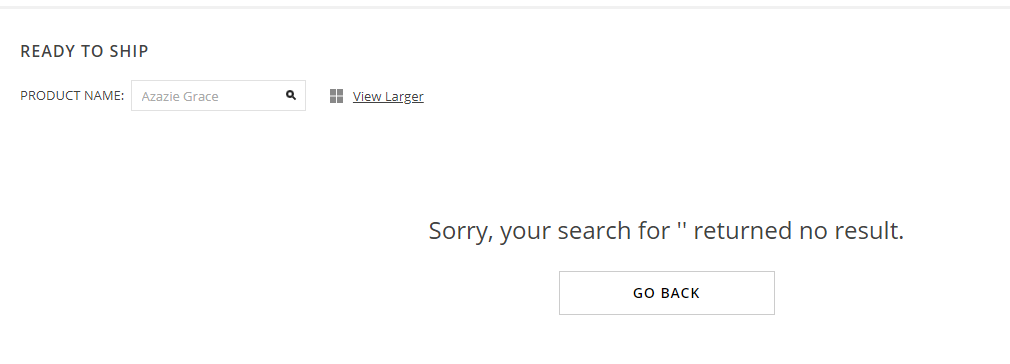 READY TO SHIP
PRODUCT NAME: Azazie Grace View Larger
Sorry, your search for '' returned no result.
GO BACK